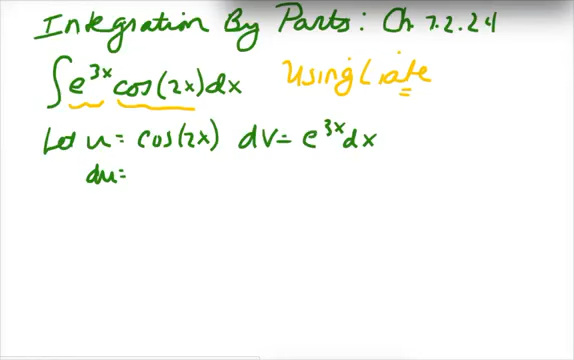 Integration By Parts: Ch. 7.2.24
∫ e^{3x} cos(2x) dx Using Liate
Let u = cos(2x) dV = e^{3x} dx
du =